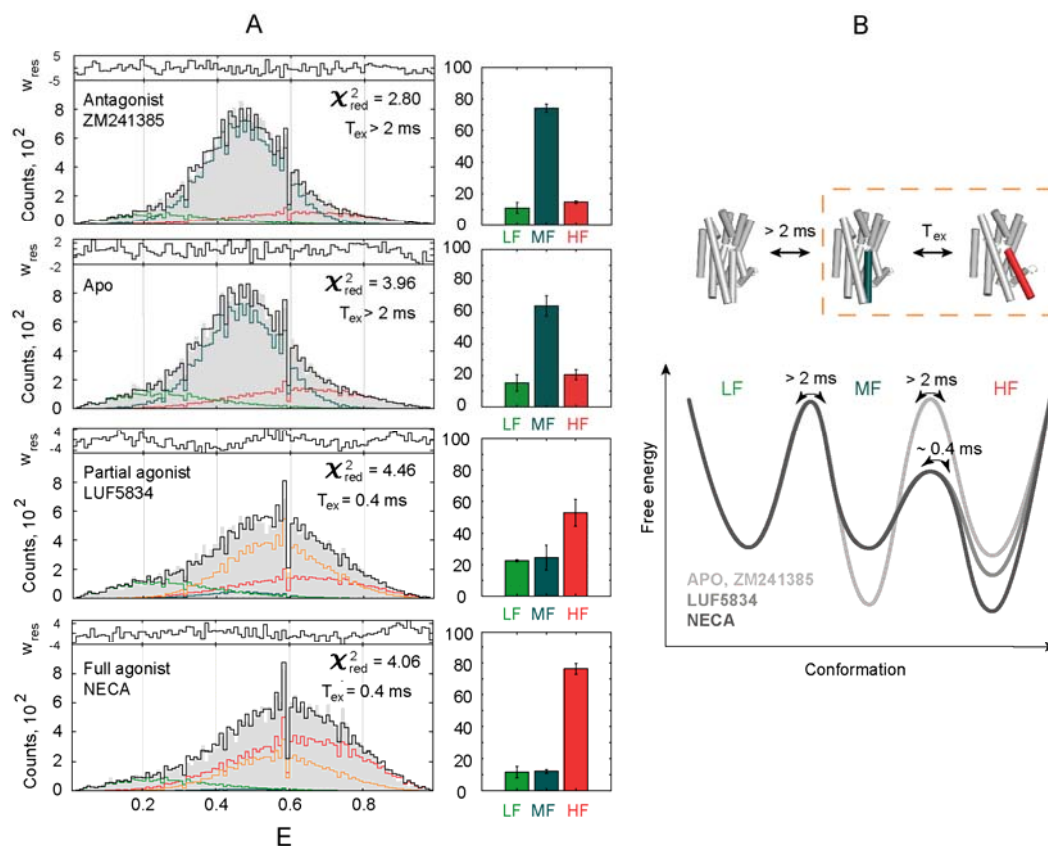 A
B
5
-5
w_res
Antagonist
ZM241385
χ²_red = 2.80
T_ex > 2 ms
Counts, 10²
8
6
4
2
0
100
80
60
40
20
0
LF MF HF
2
-2
w_res
Apo
χ²_red = 3.96
T_ex > 2 ms
Counts, 10²
8
6
4
2
0
100
80
60
40
20
0
LF MF HF
4
-4
w_res
Partial agonist
LUF5834
χ²_red = 4.46
T_ex = 0.4 ms
Counts, 10²
8
6
4
2
0
100
80
60
40
20
0
LF MF HF
4
-4
w_res
Full agonist
NECA
χ²_red = 4.06
T_ex = 0.4 ms
Counts, 10²
8
6
4
2
0
0.2 0.4 0.6 0.8
E
100
80
60
40
20
0
LF MF HF
> 2 ms
T_ex
LF MF HF
> 2 ms
> 2 ms
~ 0.4 ms
Free energy
APO, ZM241385
LUF5834
NECA
Conformation